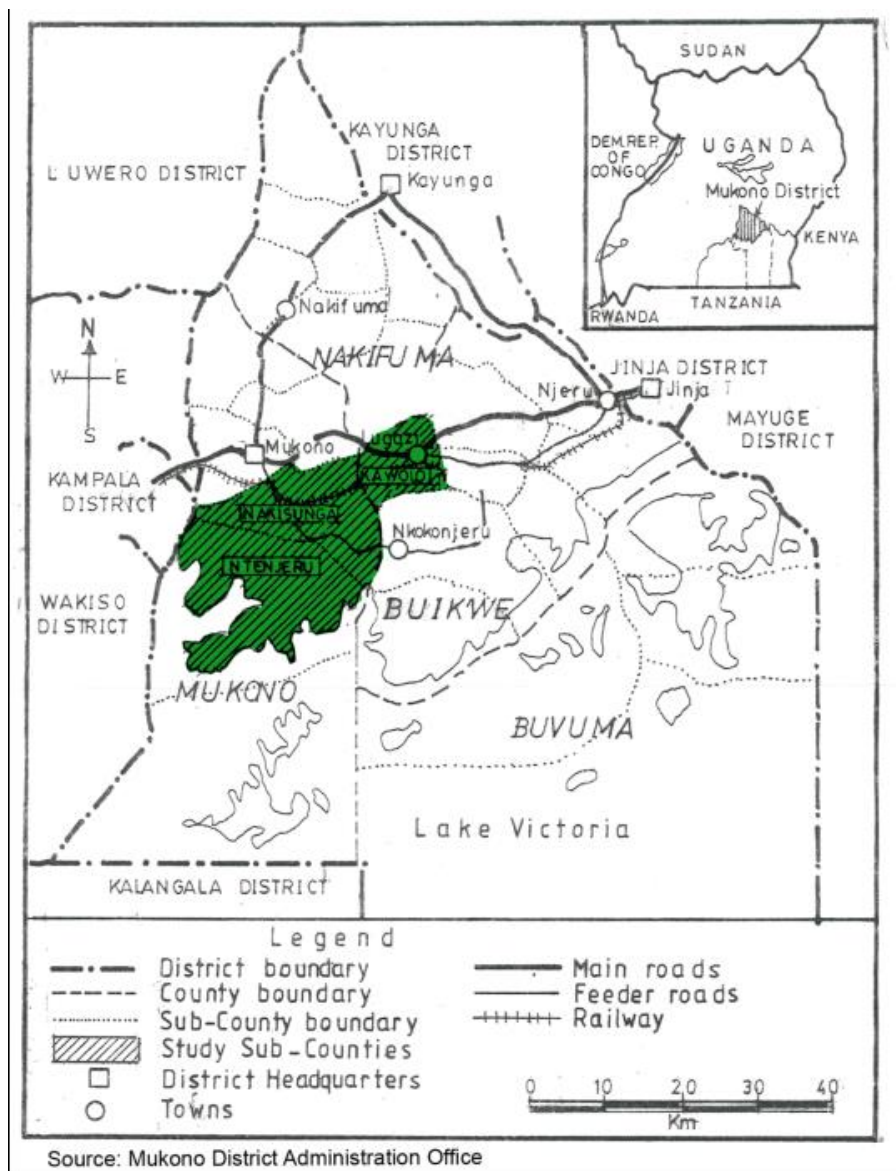 SUDAN
KAYUNGA
DISTRICT
L'UWERO DISTRICT
Kayunga
DEM.REP.
OF
CONGO
UGANDA
Mukono District
KENYA
TANZANIA
RWANDA
N
W E
S
Nakifuma
NAKIFUMA
JINJA DISTRICT
Njeru
Jinja
MAYUGE
DISTRICT
Lugazi
Mukono
KAMPALA
DISTRICT
KAWOLO
NAKISUNGA
Nkokonjeru
NTENJERU
WAKISO
DISTRICT
BUIKWE
MUKONO
BUVUMA
Lake Victoria
KALANGALA DISTRICT
Legend
District boundary
County boundary
Sub-County boundary
Study Sub-Counties
District Headquarters
Towns
Main roads
Feeder roads
Railway
0 10 20 30 40
Km
Source: Mukono District Administration Office